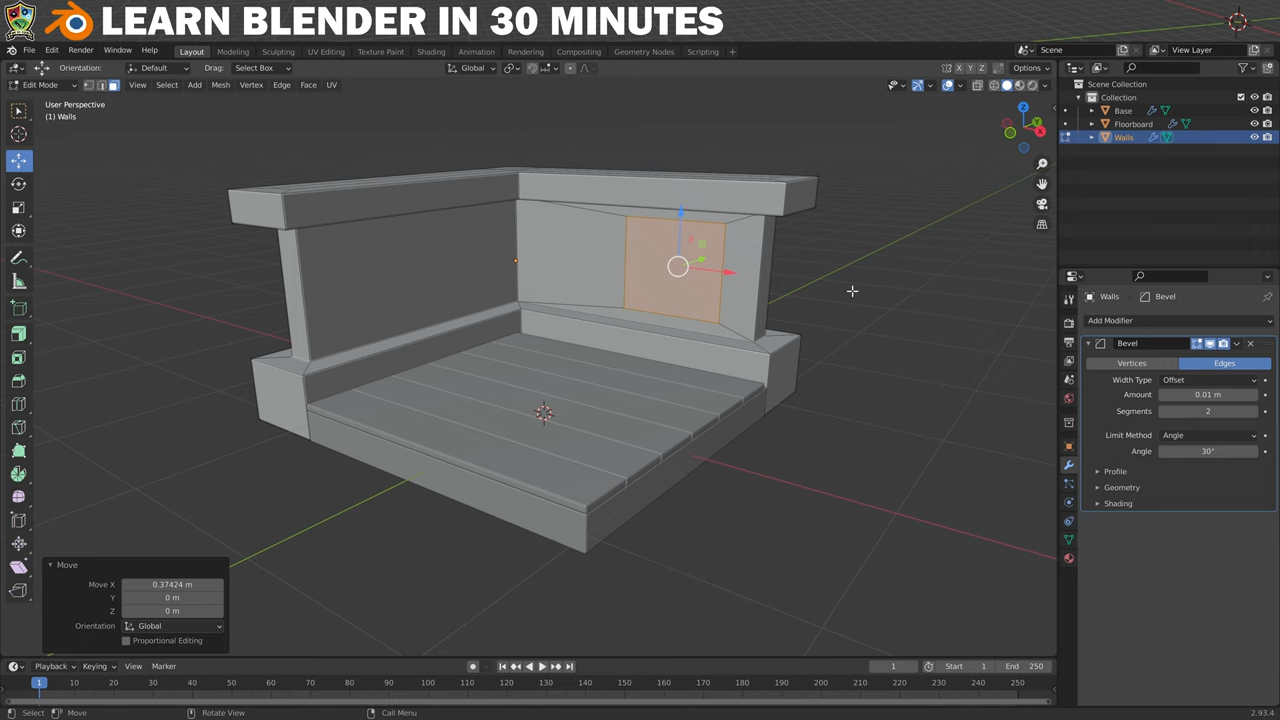 LEARN BLENDER IN 30 MINUTES
File Edit Render Window Help Layout Modeling Sculpting UV Editing Texture Paint Shading Animation Rendering Compositing Geometry Nodes Scripting + Scene View Layer
Orientation: Default Drag: Select Box Global X Y Z Options
Edit Mode View Select Add Mesh Vertex Edge Face UV
User Perspective
(1) Walls
Z
Y
X
Scene Collection
Collection
Base
Floorboard
Walls
Walls Bevel
Add Modifier
Bevel
Vertices Edges
Width Type Offset
Amount 0.01 m
Segments 2
Limit Method Angle
Angle 30°
Profile
Geometry
Shading
Move
Move X 0.37424 m
Y 0 m
Z 0 m
Orientation Global
Proportional Editing
Playback Keying View Marker 1 Start 1 End 250
1 10 20 30 40 50 60 70 80 90 100 110 120 130 140 150 160 170 180 190 200 210 220 230 240 250
Select Move Rotate View Call Menu 2.93.4